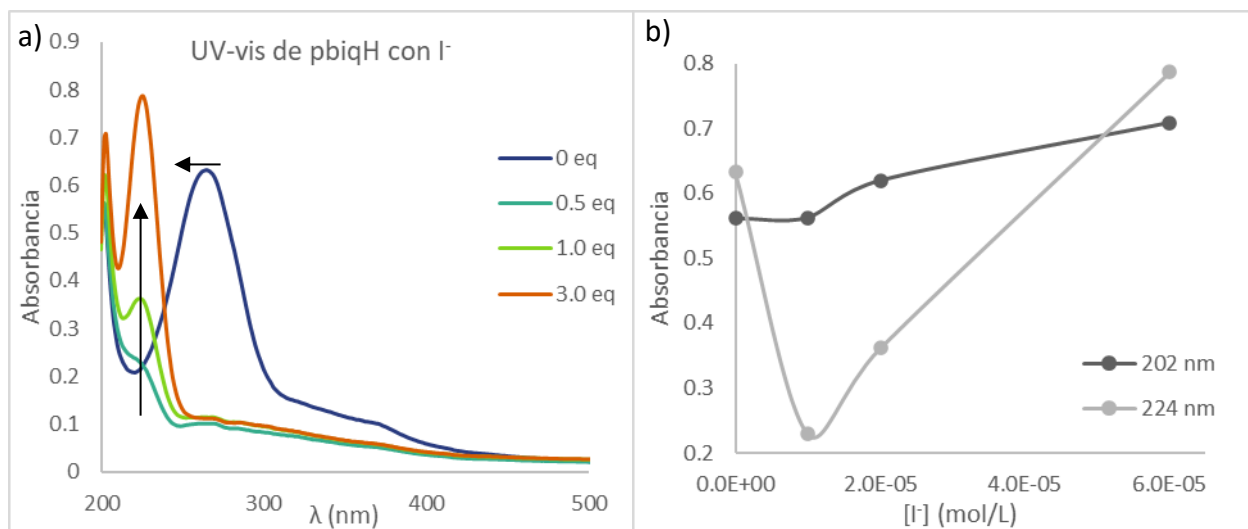 a)
UV-vis de pbiqH con I-
Absorbancia
0.9
0.8
0.7
0.6
0.5
0.4
0.3
0.2
0.1
0
200
300
400
500
λ (nm)
0 eq
0.5 eq
1.0 eq
3.0 eq
b)
Absorbancia
0.8
0.7
0.6
0.5
0.4
0.3
0.2
0.0E+00
2.0E-05
4.0E-05
6.0E-05
[I-] (mol/L)
202 nm
224 nm